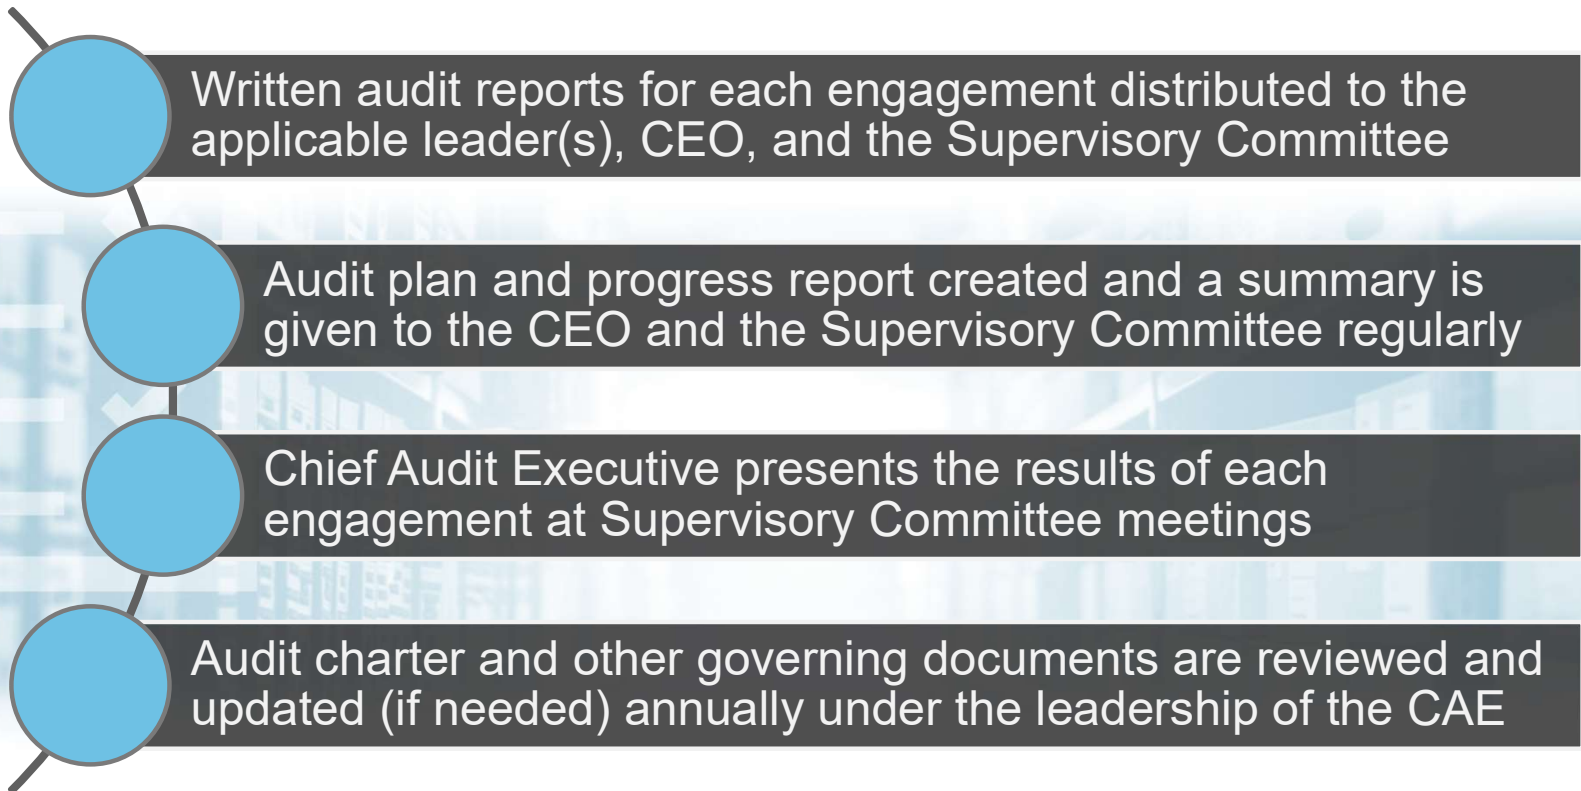 Written audit reports for each engagement distributed to the
applicable leader(s), CEO, and the Supervisory Committee
Audit plan and progress report created and a summary is
given to the CEO and the Supervisory Committee regularly
Chief Audit Executive presents the results of each
engagement at Supervisory Committee meetings
Audit charter and other governing documents are reviewed and
updated (if needed) annually under the leadership of the CAE